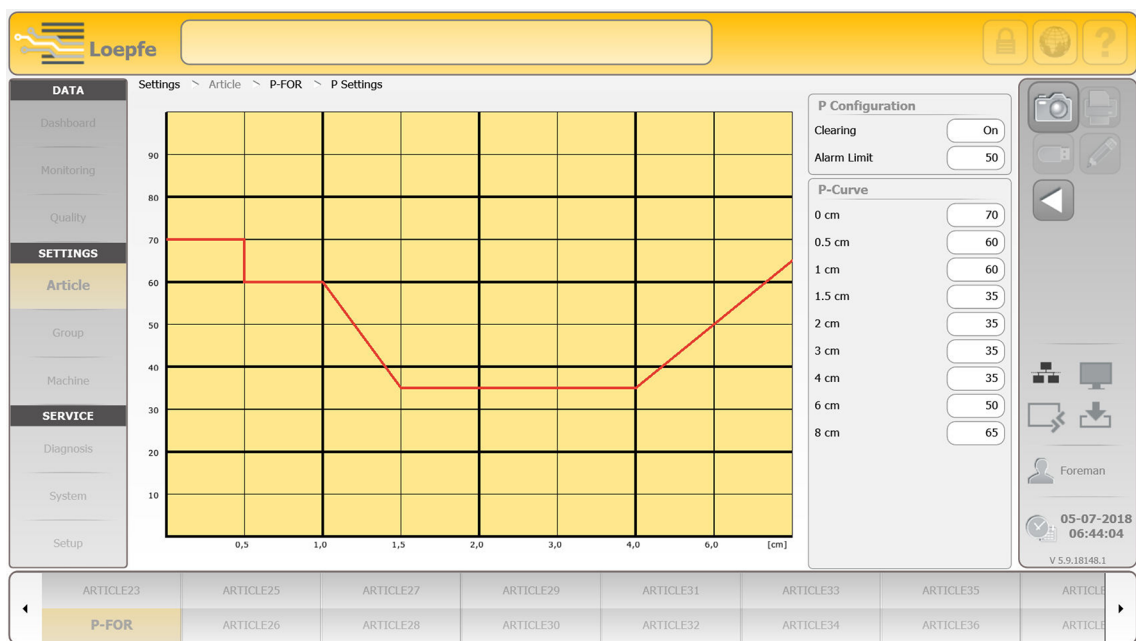 Loepfe
?
DATA
Dashboard
Monitoring
Quality
SETTINGS
Article
Group
Machine
SERVICE
Diagnosis
System
Setup
Settings > Article > P-FOR > P Settings
90
80
70
60
50
40
30
20
10
0,5 1,0 1,5 2,0 3,0 4,0 6,0 [cm]
P Configuration
Clearing On
Alarm Limit 50
P-Curve
0 cm 70
0.5 cm 60
1 cm 60
1.5 cm 35
2 cm 35
3 cm 35
4 cm 35
6 cm 50
8 cm 65
Foreman
05-07-2018
06:44:04
V 5.9.18148.1
ARTICLE23 ARTICLE25 ARTICLE27 ARTICLE29 ARTICLE31 ARTICLE33 ARTICLE35 ARTICLE
P-FOR ARTICLE26 ARTICLE28 ARTICLE30 ARTICLE32 ARTICLE34 ARTICLE36 ARTICLE